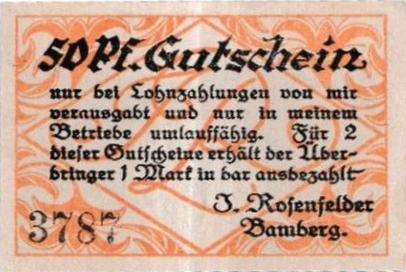 50 Pf. Gutschein
nur bei Lohnzahlungen von mir
verausgabt und nur in meinem
Betriebe umlauffähig. Für 2
dieser Gutscheine erhält der Über-
bringer 1 Mark in bar ausbezahlt
J. Rosenfelder
3787 Bamberg.